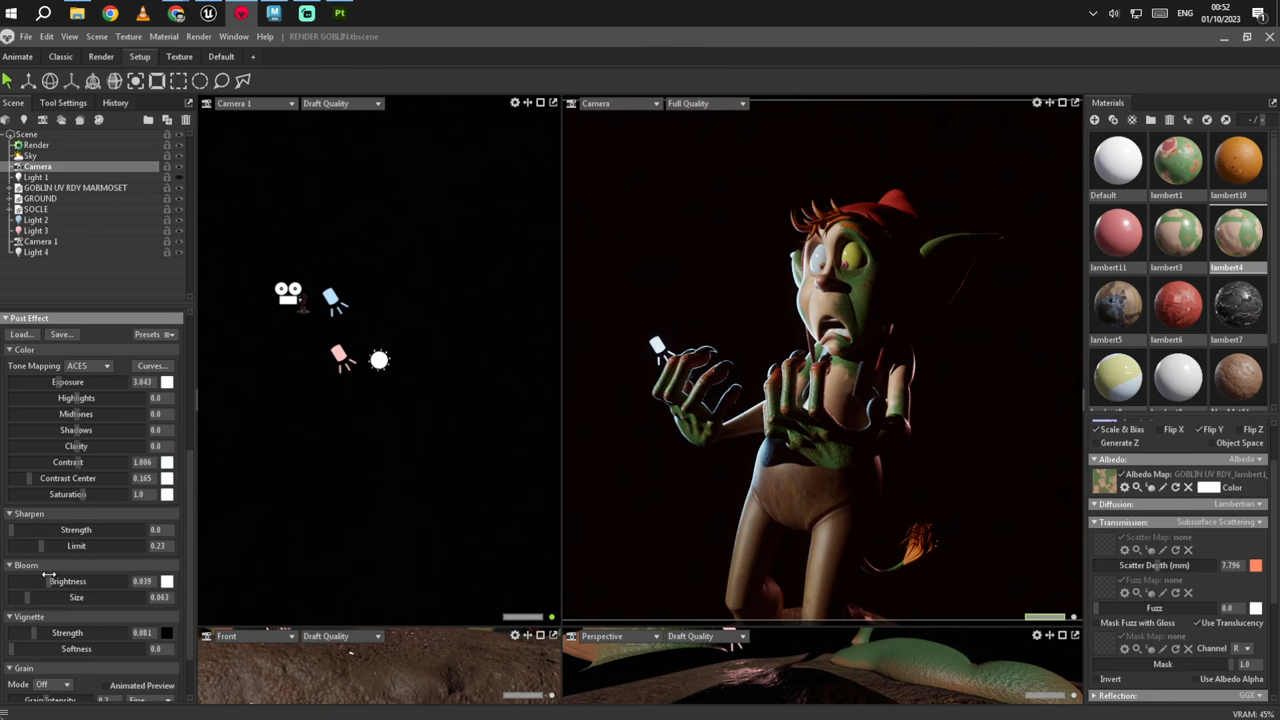 Pt
ENG
00:52
01/10/2023
File Edit View Scene Texture Material Render Window Help RENDER GOBLIN.tbscene
Animate Classic Render Setup Texture Default +
Scene Tool Settings History
Scene
Render
Sky
Camera
Light 1
GOBLIN UV RDY MARMOSET
GROUND
SOCLE
Light 2
Light 3
Camera 1
Light 4
Post Effect
Load... Save... Presets
Color
Tone Mapping ACES Curves...
Exposure 3.043
Highlights 0.0
Midtones 0.0
Shadows 0.0
Clarity 0.0
Contrast 1.006
Contrast Center 0.165
Saturation 1.0
Sharpen
Strength 0.0
Limit 0.23
Bloom
Brightness 0.039
Size 0.063
Vignette
Strength 0.081
Softness 0.0
Grain
Mode Off Animated Preview
Grain Intensity 0.2 Fine
Camera 1 Draft Quality
Camera Full Quality
Front Draft Quality
Perspective Draft Quality
Materials
Default lambert1 lambert10
lambert11 lambert3 lambert4
lambert5 lambert6 lambert7
Scale & Bias Flip X Flip Y Flip Z
Generate Z Object Space
Albedo: Albedo
Albedo Map: GOBLIN UV RDY_lambert1
Color
Diffusion: Lambertian
Transmission: Subsurface Scattering
Scatter Map: none
Scatter Depth (mm) 7.796
Fuzz Map: none
Fuzz 0.0
Mask Fuzz with Gloss Use Translucency
Mask Map: none
Channel R
Mask 1.0
Invert Use Albedo Alpha
Reflection: GGX
VRAM: 45%